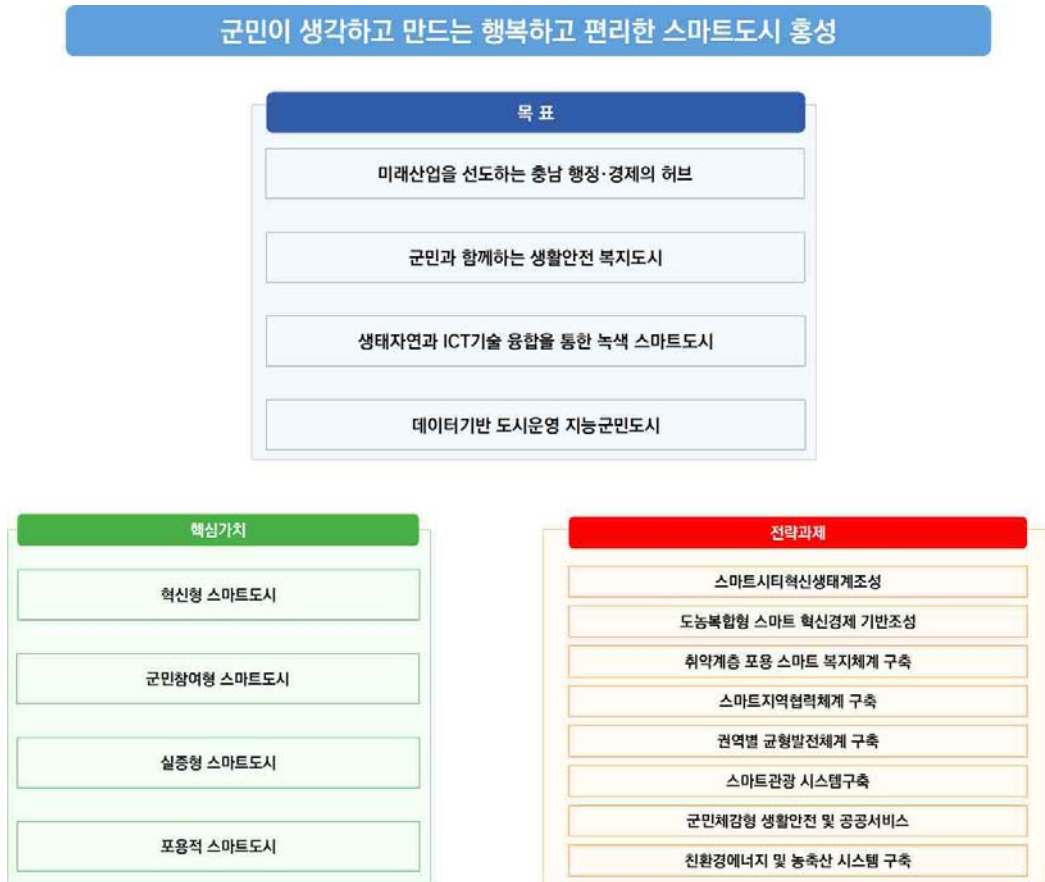 군민이 생각하고 만드는 행복하고 편리한 스마트도시 홍성
목 표
미래산업을 선도하는 충남 행정·경제의 허브
군민과 함께하는 생활안전 복지도시
생태자연과 ICT기술 융합을 통한 녹색 스마트도시
데이터기반 도시운영 지능군민도시
핵심가치
혁신형 스마트도시
군민참여형 스마트도시
실증형 스마트도시
포용적 스마트도시
전략과제
스마트시티혁신생태계조성
도농복합형 스마트 혁신경제 기반조성
취약계층 포용 스마트 복지체계 구축
스마트지역협력체계 구축
권역별 균형발전체계 구축
스마트관광 시스템구축
군민체감형 생활안전 및 공공서비스
친환경에너지 및 농축산 시스템 구축